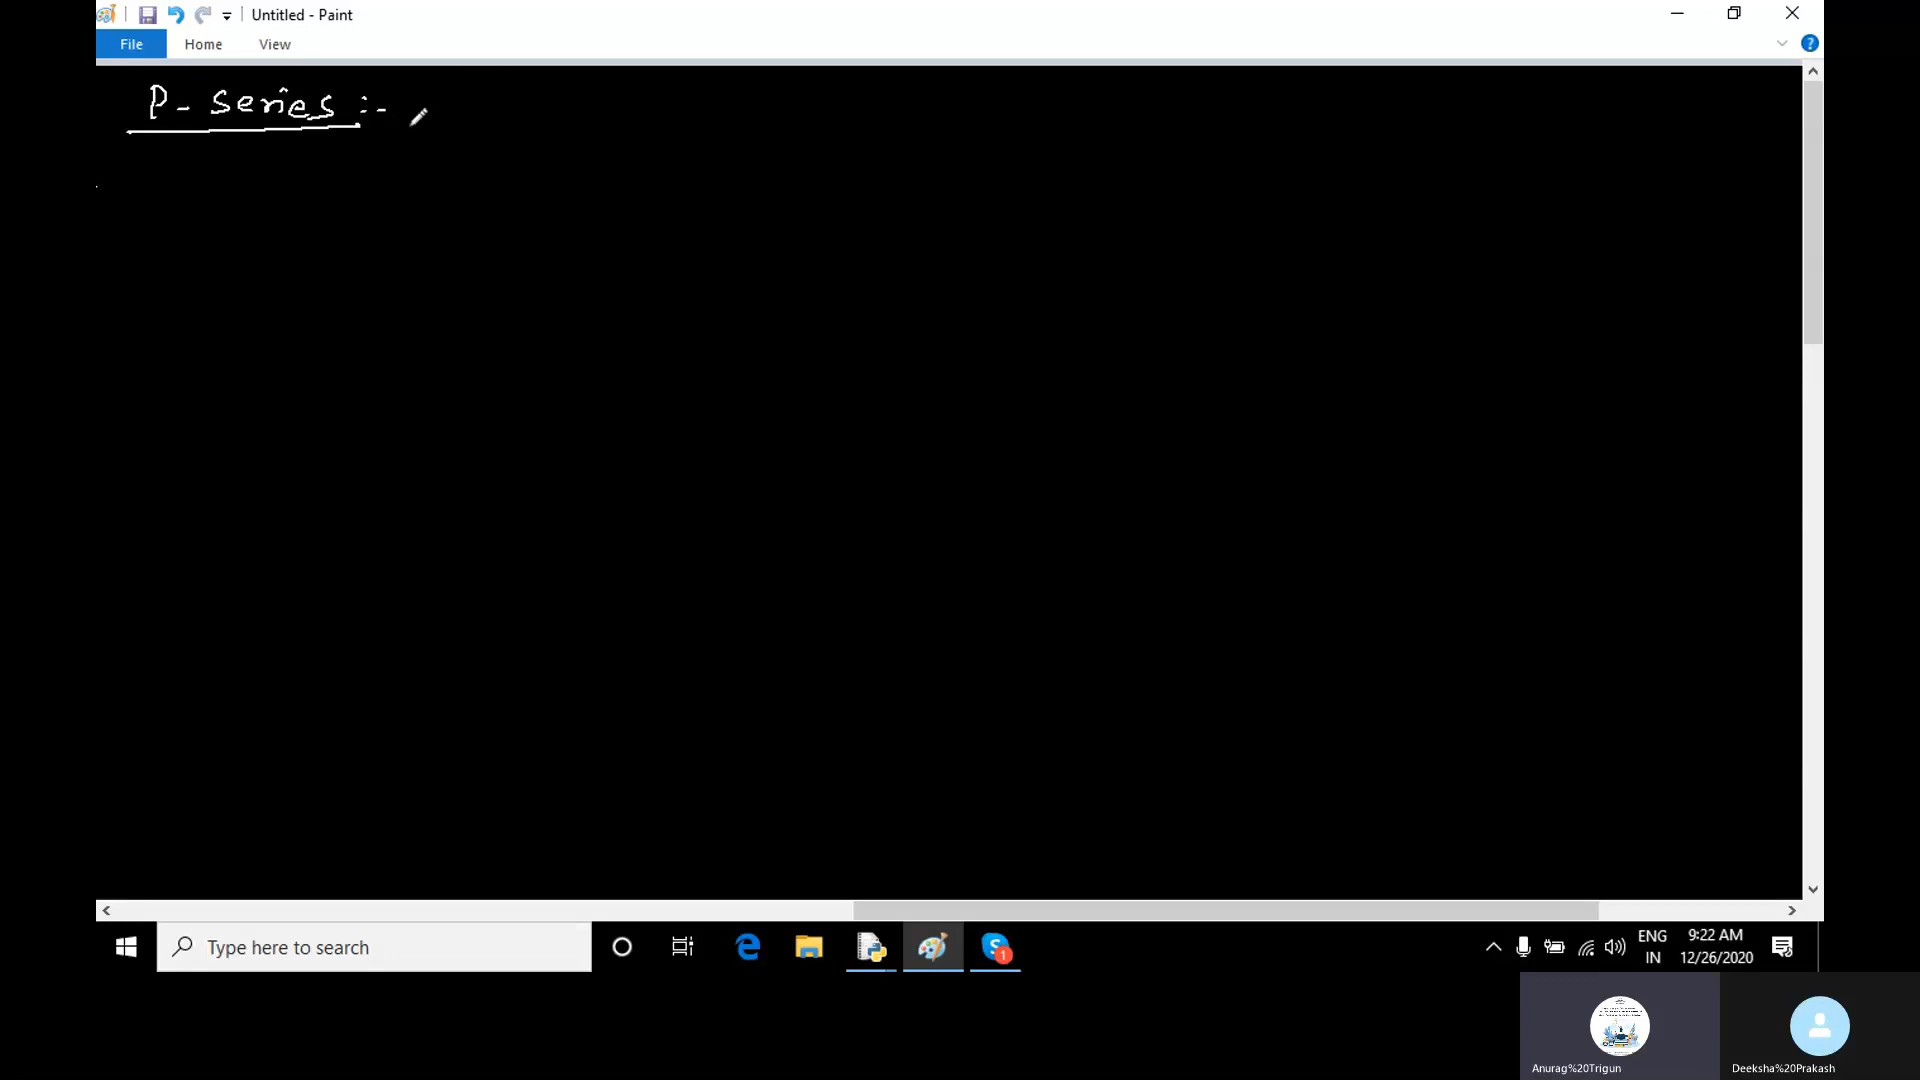 Untitled - Paint
File Home View
P - series :-
Type here to search
1
ENG 9:22 AM
IN 12/26/2020
Anurag%20Trigun Deeksha%20Prakash